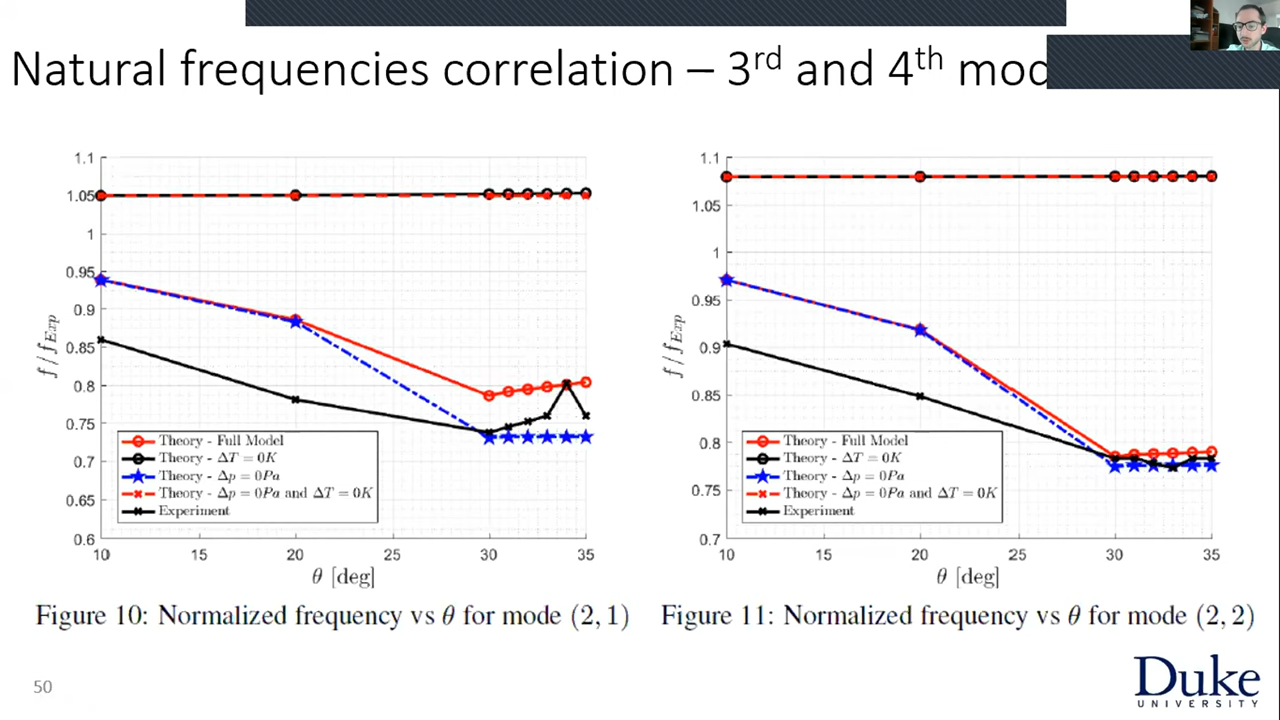 Natural frequencies correlation – 3rd and 4th mod
1.1
1.05
1
0.95
0.9
0.85
0.8
0.75
0.7
0.65
0.6
f/fExp
Theory - Full Model
Theory - ΔT = 0K
Theory - Δp = 0Pa
Theory - Δp = 0Pa and ΔT = 0K
Experiment
10 15 20 25 30 35
θ [deg]
Figure 10: Normalized frequency vs θ for mode (2, 1)
1.1
1.05
1
0.95
0.9
0.85
0.8
0.75
0.7
f/fExp
Theory - Full Model
Theory - ΔT = 0K
Theory - Δp = 0Pa
Theory - Δp = 0Pa and ΔT = 0K
Experiment
10 15 20 25 30 35
θ [deg]
Figure 11: Normalized frequency vs θ for mode (2, 2)
50
Duke
UNIVERSITY